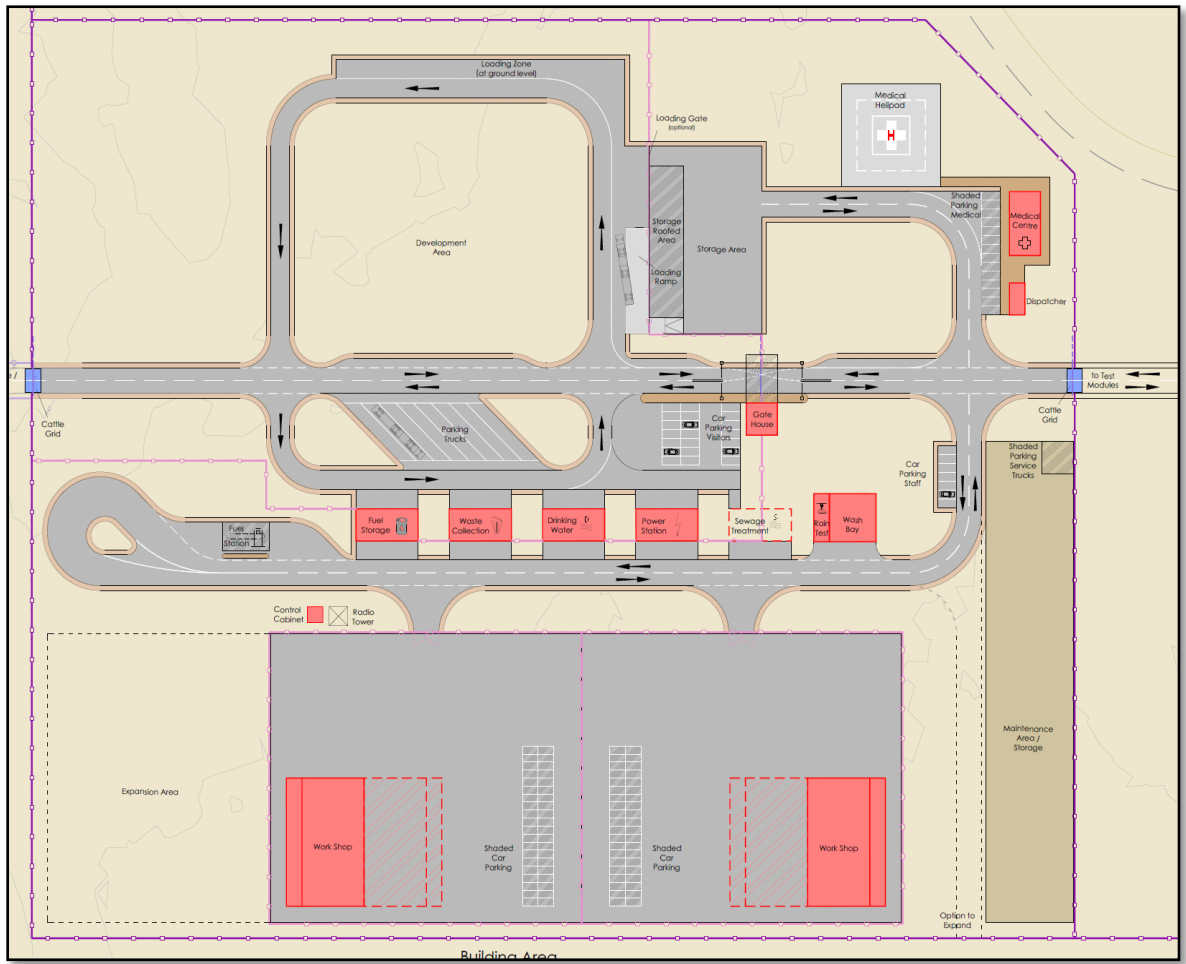 Loading Zone
(at ground level)
Medical
Helipad
H
Loading Gate
(optional)
Shaded
Parking
Medical
Medical
Centre
Storage
Roofed
Area
Storage Area
Development
Area
Loading
Ramp
Dispatcher
to Test
Modules
Cattle
Grid
Cattle
Grid
Parking
Trucks
Car
Parking
Visitors
Gate
House
Shaded
Parking
Service
Trucks
Car
Parking
Staff
Fuel
Storage
Waste
Collection
Drinking
Water
Power
Station
Sewage
Treatment
Rain
Test
Wash
Bay
Fuel
Station
Control
Cabinet
Radio
Tower
Maintenance
Area /
Storage
Expansion Area
Work Shop
Shaded
Car
Parking
Shaded
Car
Parking
Work Shop
Option to
Expand
Building Area